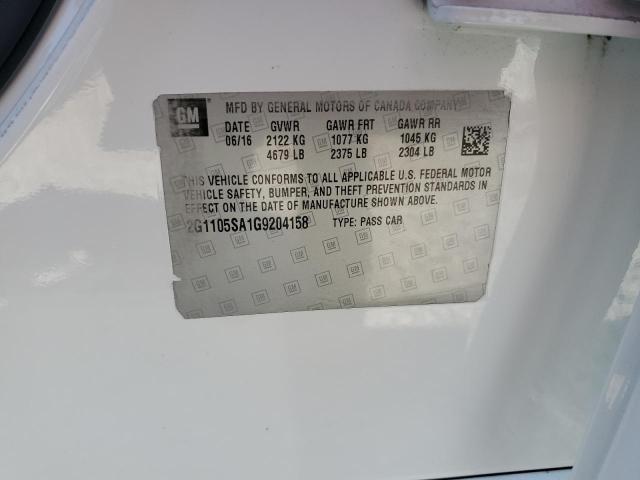 GM
MFD BY GENERAL MOTORS OF CANADA COMPANY
DATE GVWR GAWR FRT GAWR RR
06/16 2122 KG 1077 KG 1045 KG
4679 LB 2375 LB 2304 LB
THIS VEHICLE CONFORMS TO ALL APPLICABLE U.S. FEDERAL MOTOR
VEHICLE SAFETY, BUMPER, AND THEFT PREVENTION STANDARDS IN
EFFECT ON THE DATE OF MANUFACTURE SHOWN ABOVE.
2G1105SA1G9204158 TYPE: PASS CAR